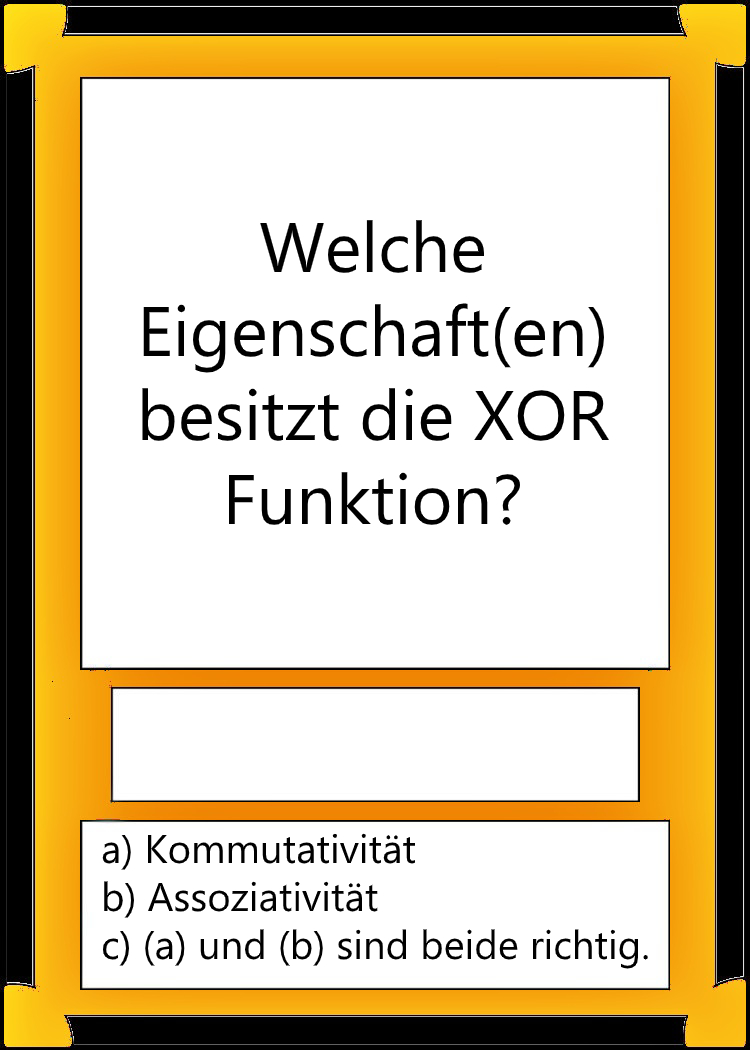 Welche
Eigenschaft(en)
besitzt die XOR
Funktion?
a) Kommutativität
b) Assoziativität
c) (a) und (b) sind beide richtig.